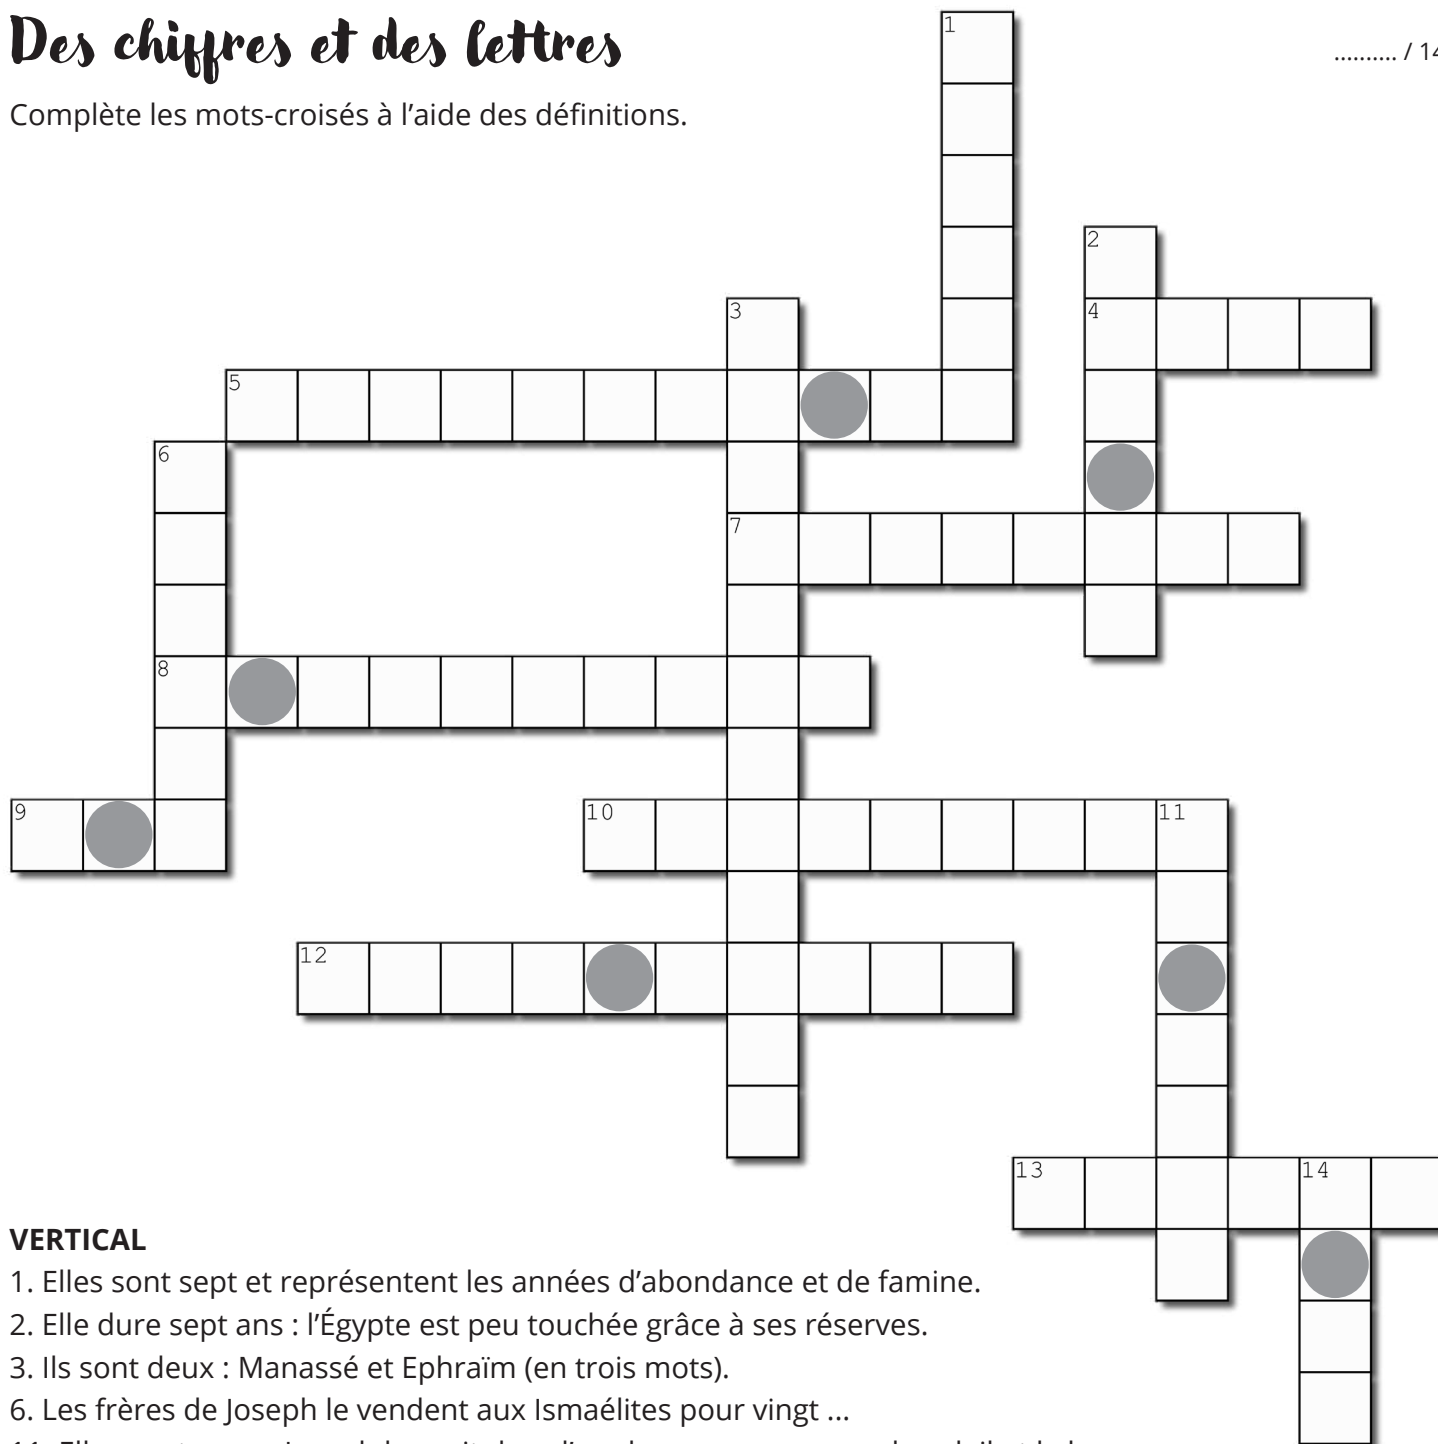 Des chiffres et des lettres
.......... / 14
Complète les mots-croisés à l'aide des définitions.
1
2
3
4
5
6
7
8
9
10
11
12
13
14
VERTICAL
1. Elles sont sept et représentent les années d'abondance et de famine.
2. Elle dure sept ans : l'Égypte est peu touchée grâce à ses réserves.
3. Ils sont deux : Manassé et Ephraïm (en trois mots).
6. Les frères de Joseph le vendent aux Ismaélites pour vingt ...